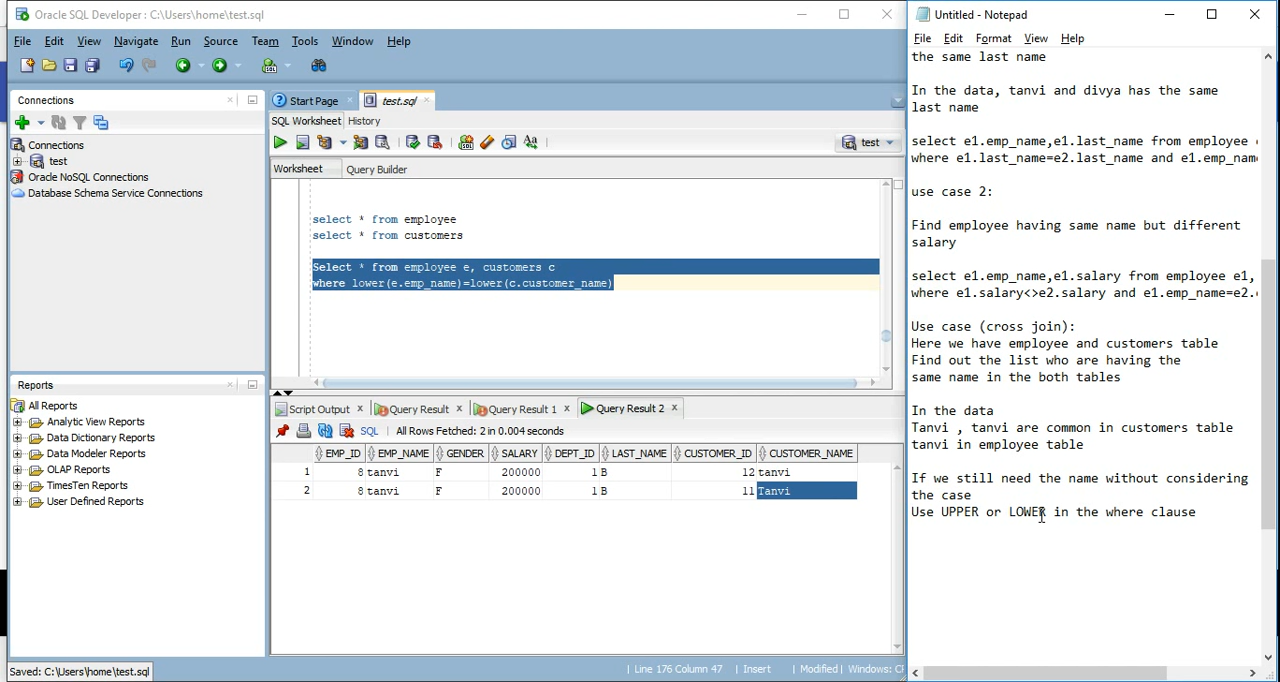 Oracle SQL Developer : C:\Users\home\test.sql
File Edit View Navigate Run Source Team Tools Window Help
Connections
Connections
test
Oracle NoSQL Connections
Database Schema Service Connections
Reports
All Reports
Analytic View Reports
Data Dictionary Reports
Data Modeler Reports
OLAP Reports
TimesTen Reports
User Defined Reports
Start Page test.sql
SQL Worksheet History
test
Worksheet Query Builder
select * from employee
select * from customers
Select * from employee e, customers c
where lower(e.emp_name)=lower(c.customer_name)
Script Output Query Result Query Result 1 Query Result 2
SQL All Rows Fetched: 2 in 0.004 seconds
EMP_ID EMP_NAME GENDER SALARY DEPT_ID LAST_NAME CUSTOMER_ID CUSTOMER_NAME
1 8 tanvi F 200000 1 B 12 tanvi
2 8 tanvi F 200000 1 B 11 Tanvi
Saved: C:\Users\home\test.sql
Line 176 Column 47 Insert Modified Windows: CR
Untitled - Notepad
File Edit Format View Help
the same last name
In the data, tanvi and divya has the same
last name
select e1.emp_name,e1.last_name from employee
where e1.last_name=e2.last_name and e1.emp_nam
use case 2:
Find employee having same name but different
salary
select e1.emp_name,e1.salary from employee e1,
where e1.salary<>e2.salary and e1.emp_name=e2.
Use case (cross join):
Here we have employee and customers table
Find out the list who are having the
same name in the both tables
In the data
Tanvi , tanvi are common in customers table
tanvi in employee table
If we still need the name without considering
the case
Use UPPER or LOWER in the where clause